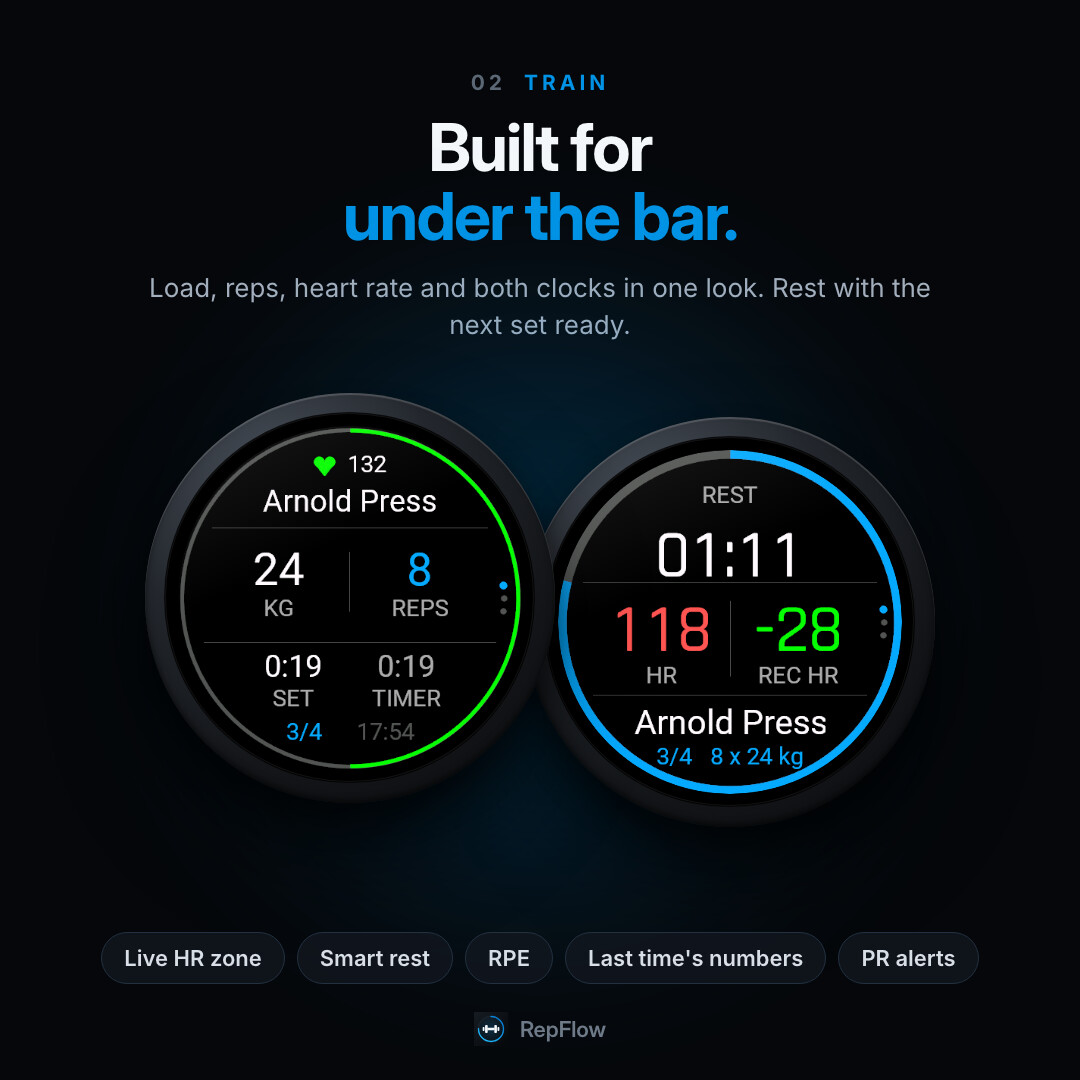 02 TRAIN
Built for
under the bar.
Load, reps, heart rate and both clocks in one look. Rest with the
next set ready.
132
Arnold Press
24 8
KG REPS
0:19 0:19
SET TIMER
3/4 17:54
REST
01:11
118 -28
HR REC HR
Arnold Press
3/4 8 x 24 kg
Live HR zone Smart rest RPE Last time's numbers PR alerts
RepFlow